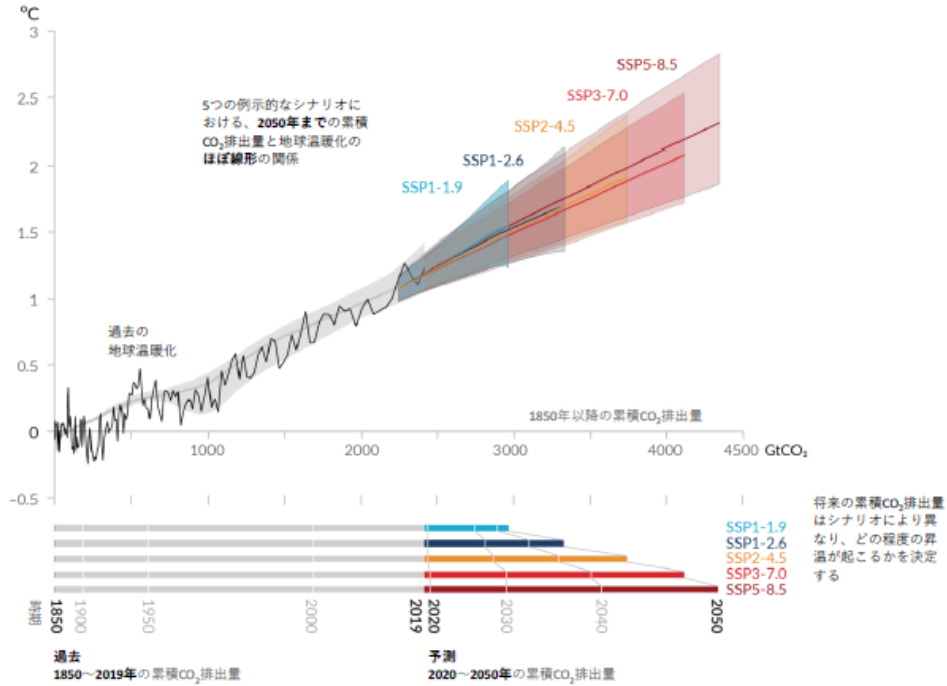 ℃
3
SSP5-8.5
2.5
SSP3-7.0
5つの例示的なシナリオに
おける、2050年までの累積
CO₂排出量と地球温暖化の
ほぼ線形の関係
SSP2-4.5
SSP1-2.6
2
SSP1-1.9
1.5
1
過去の
地球温暖化
0.5
1850年以降の累積CO₂排出量
0
1000
2000
3000
4000
4500 GtCO₂
-0.5
将来の累積CO₂排出量
はシナリオにより異
なり、どの程度の昇
温が起こるかを決定
する
SSP1-1.9
SSP1-2.6
SSP2-4.5
SSP3-7.0
SSP5-8.5
時期
1850
1900
1950
2000
2019
2020
2030
2040
2050
過去
1850～2019年の累積CO₂排出量
予測
2020～2050年の累積CO₂排出量